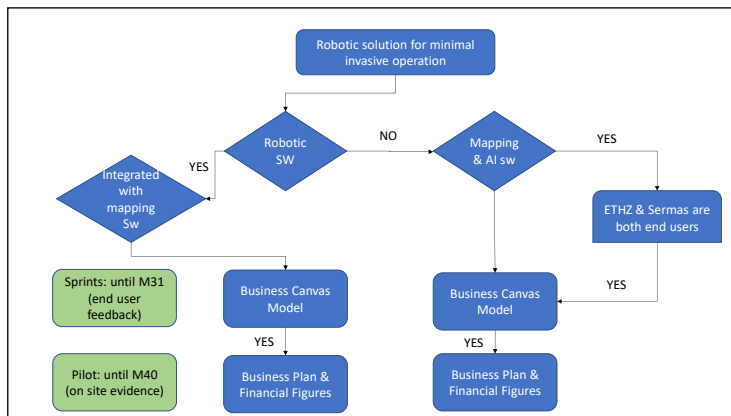 Robotic solution for minimal
invasive operation
Robotic
SW
NO
Mapping
& AI sw
YES
YES
Integrated
with
mapping
Sw
ETHZ & Sermas are
both end users
Sprints: until M31
(end user
feedback)
Business Canvas
Model
Business Canvas
Model
YES
YES
YES
Pilot: until M40
(on site evidence)
Business Plan &
Financial Figures
Business Plan &
Financial Figures